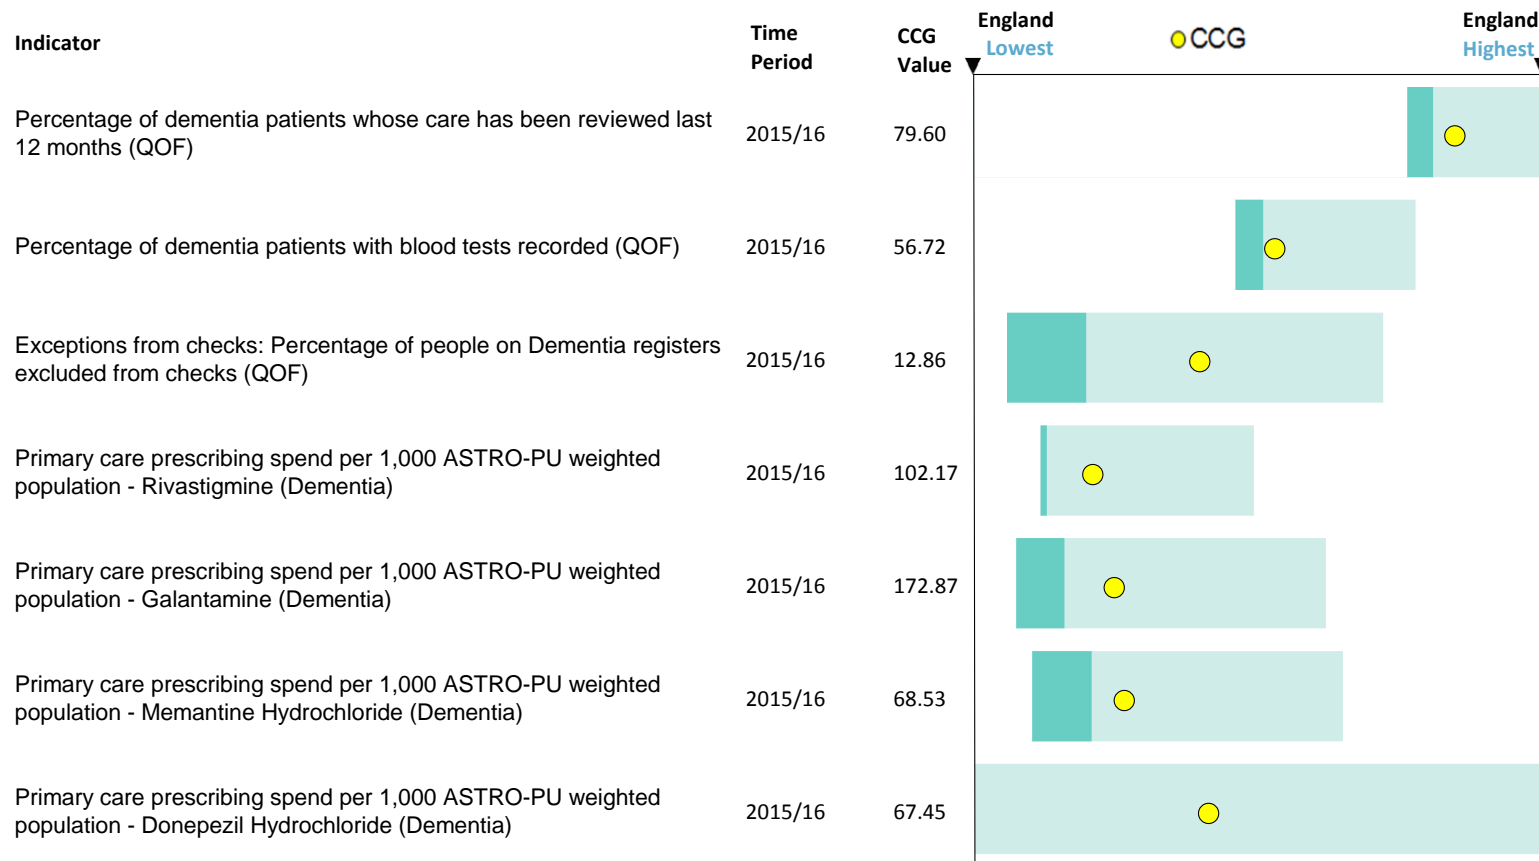 Indicator
Time
Period
CCG
Value
England
Lowest
CCG
England
Highest
Percentage of dementia patients whose care has been reviewed last
12 months (QOF)
2015/16
79.60
Percentage of dementia patients with blood tests recorded (QOF)
2015/16
56.72
Exceptions from checks: Percentage of people on Dementia registers
excluded from checks (QOF)
2015/16
12.86
Primary care prescribing spend per 1,000 ASTRO-PU weighted
population - Rivastigmine (Dementia)
2015/16
102.17
Primary care prescribing spend per 1,000 ASTRO-PU weighted
population - Galantamine (Dementia)
2015/16
172.87
Primary care prescribing spend per 1,000 ASTRO-PU weighted
population - Memantine Hydrochloride (Dementia)
2015/16
68.53
Primary care prescribing spend per 1,000 ASTRO-PU weighted
population - Donepezil Hydrochloride (Dementia)
2015/16
67.45